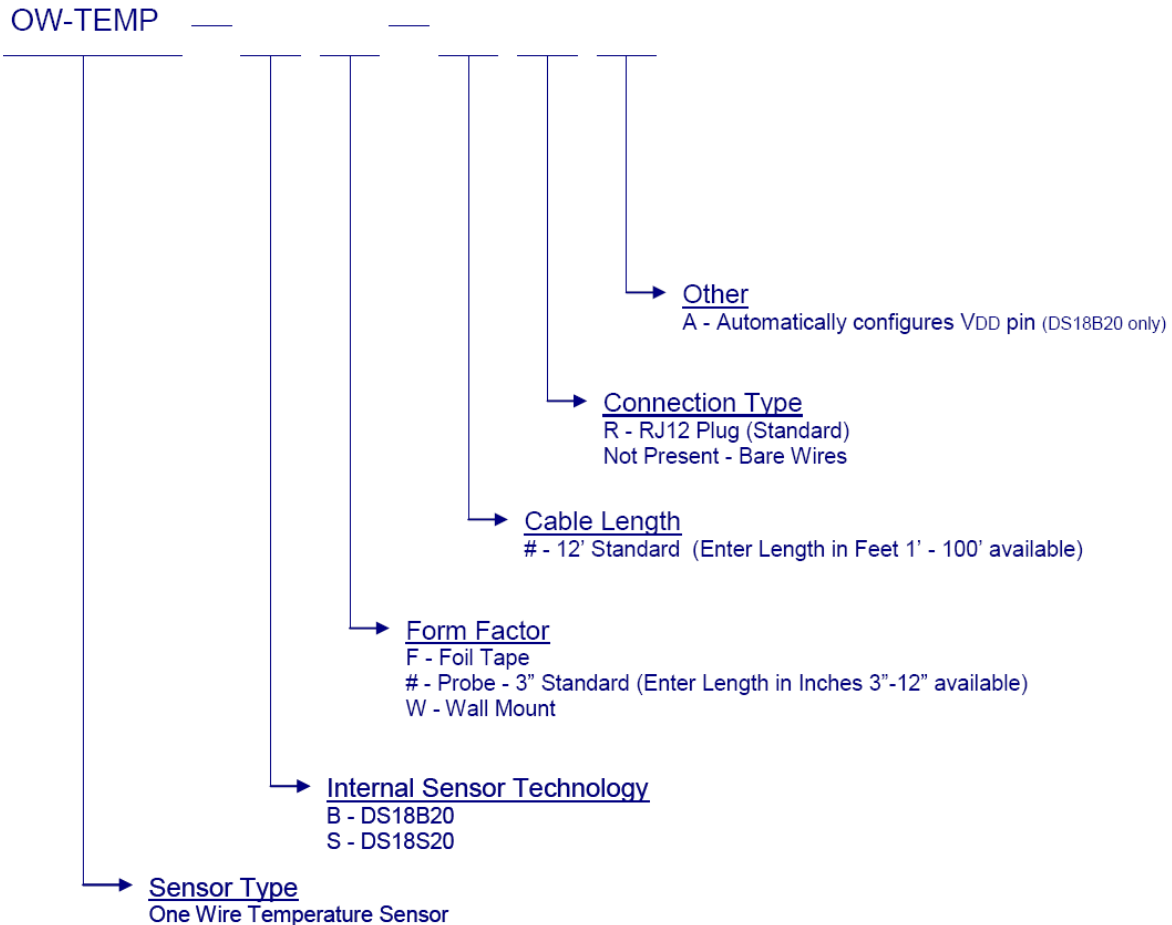 OW-TEMP — —
Other
A - Automatically configures VDD pin (DS18B20 only)
Connection Type
R - RJ12 Plug (Standard)
Not Present - Bare Wires
Cable Length
# - 12’ Standard (Enter Length in Feet 1’ - 100’ available)
Form Factor
F - Foil Tape
# - Probe - 3” Standard (Enter Length in Inches 3”-12” available)
W - Wall Mount
Internal Sensor Technology
B - DS18B20
S - DS18S20
Sensor Type
One Wire Temperature Sensor